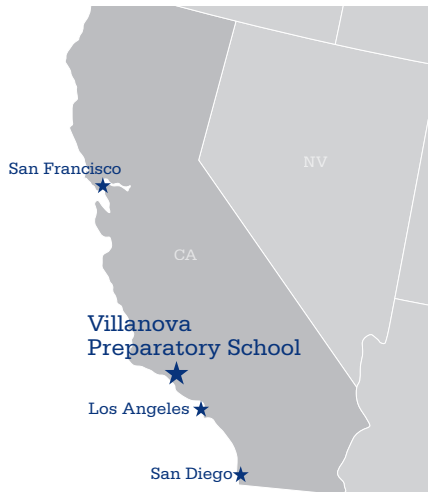 NV
San Francisco
CA
Villanova
Preparatory School
Los Angeles
San Diego